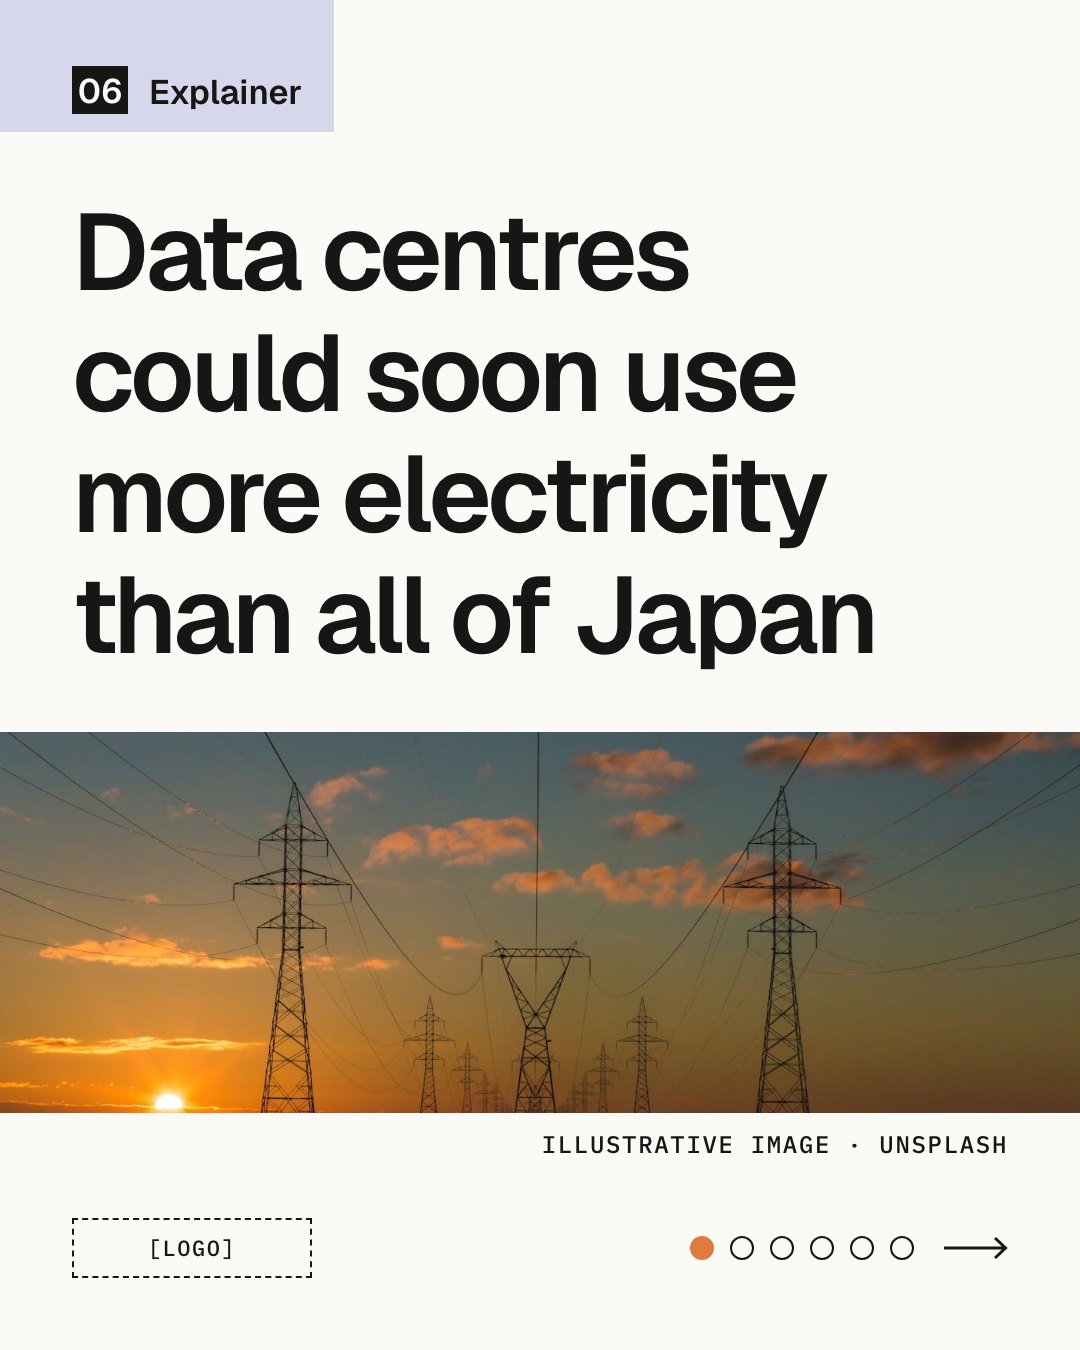 06 Explainer
Data centres
could soon use
more electricity
than all of Japan
ILLUSTRATIVE IMAGE · UNSPLASH
[LOGO]